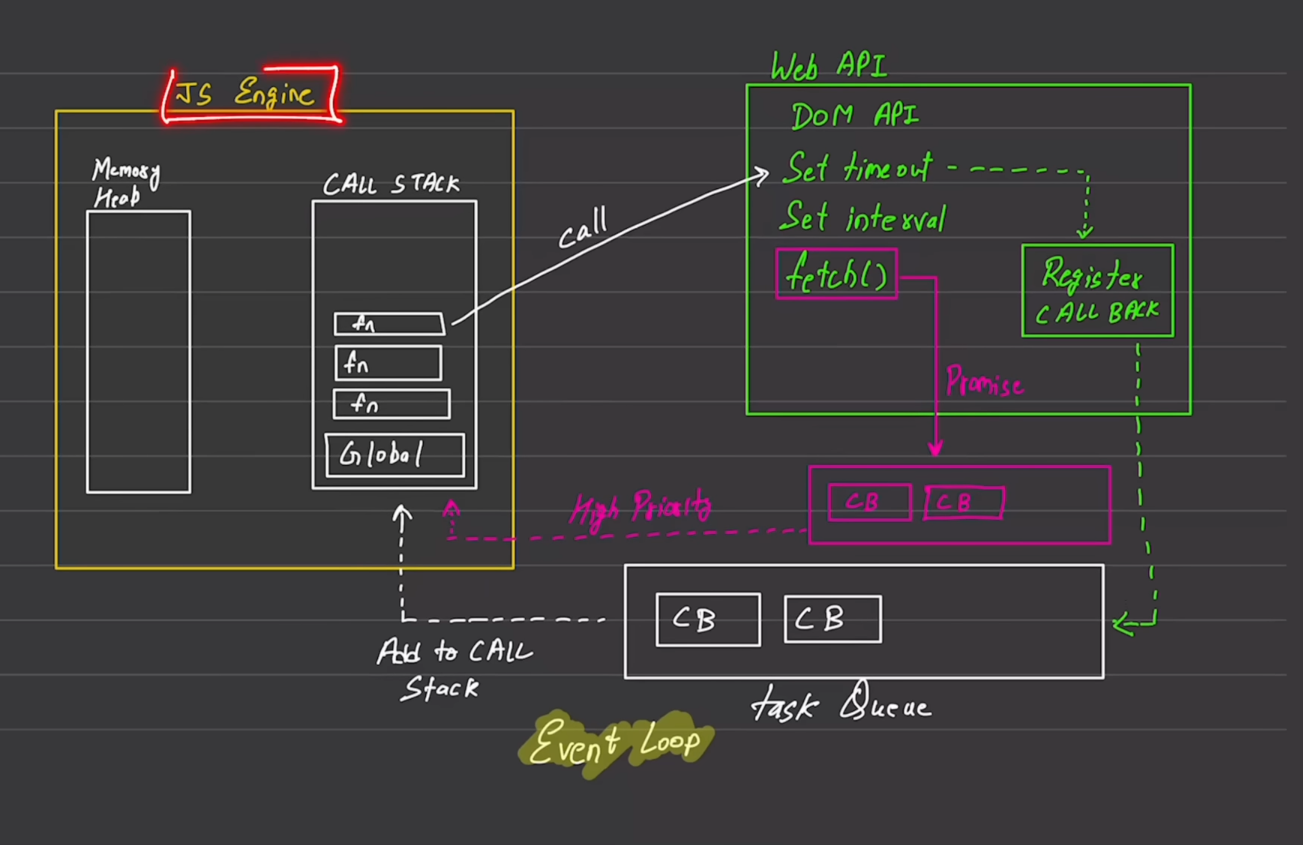 JS Engine
Memory
Heap
CALL STACK
fn
fn
fn
Global
call
Web API
DOM API
Set timeout
Set interval
fetch()
Register
CALL BACK
Promise
High Priority
CB CB
CB CB
Add to CALL
Stack
task Queue
Event Loop